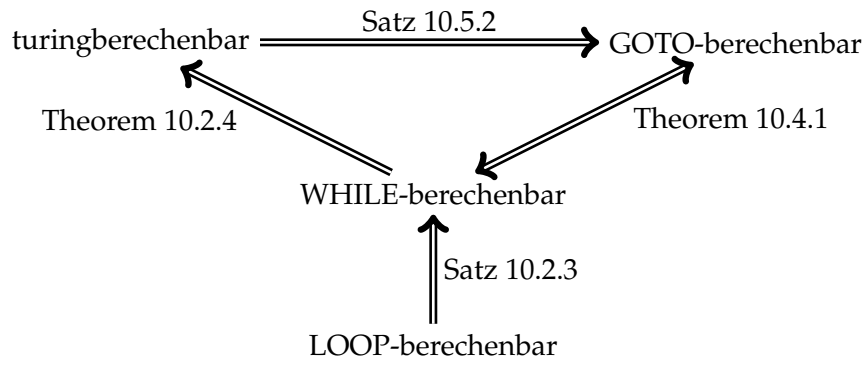 Satz 10.5.2
turingberechenbar
GOTO-berechenbar
Theorem 10.2.4
Theorem 10.4.1
WHILE-berechenbar
Satz 10.2.3
LOOP-berechenbar